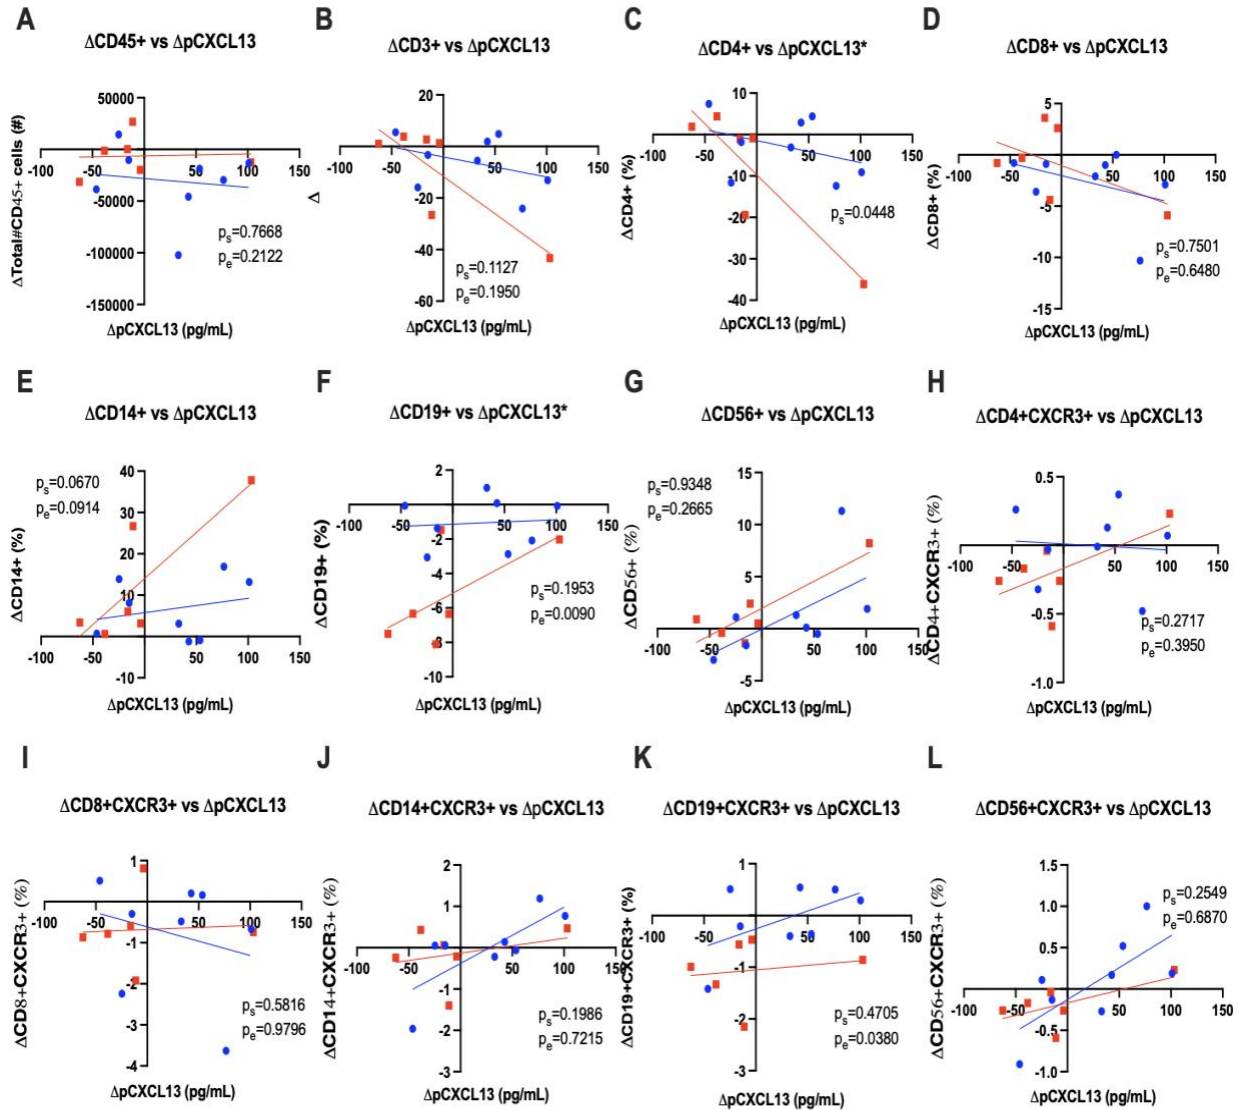 A
ΔCD45+ vs ΔpCXCL13
ΔTotal#CD45+ cells (#)
50000
-100 -50 50 100 150
-50000
-100000
-150000
ps=0.7668
pe=0.2122
ΔpCXCL13 (pg/mL)
B
ΔCD3+ vs ΔpCXCL13
Δ
20
-100 -50 50 100 150
-20
-40
-60
ps=0.1127
pe=0.1950
ΔpCXCL13 (pg/mL)
C
ΔCD4+ vs ΔpCXCL13*
ΔCD4+ (%)
10
-100 -50 50 100 150
-10
-20
-30
-40
ps=0.0448
ΔpCXCL13 (pg/mL)
D
ΔCD8+ vs ΔpCXCL13
ΔCD8+ (%)
5
-100 -50 50 100 150
-5
-10
-15
ps=0.7501
pe=0.6480
ΔpCXCL13 (pg/mL)
E
ΔCD14+ vs ΔpCXCL13
ΔCD14+ (%)
ps=0.0670
pe=0.0914
40
30
20
10
-100 -50 50 100 150
-10
ΔpCXCL13 (pg/mL)
F
ΔCD19+ vs ΔpCXCL13*
ΔCD19+ (%)
2
-100 -50 50 100 150
-2
-4
-6
-8
-10
ps=0.1953
pe=0.0090
ΔpCXCL13 (pg/mL)
G
ΔCD56+ vs ΔpCXCL13
ΔCD56+ (%)
ps=0.9348
pe=0.2665
15
10
5
-100 -50 50 100 150
-5
ΔpCXCL13 (pg/mL)
H
ΔCD4+CXCR3+ vs ΔpCXCL13
ΔCD4+CXCR3+ (%)
0.5
-100 -50 50 100 150
-0.5
-1.0
ps=0.2717
pe=0.3950
ΔpCXCL13 (pg/mL)
I
ΔCD8+CXCR3+ vs ΔpCXCL13
ΔCD8+CXCR3+ (%)
1
-100 -50 50 100 150
-1
-2
-3
-4
ps=0.5816
pe=0.9796
ΔpCXCL13 (pg/mL)
J
ΔCD14+CXCR3+ vs ΔpCXCL13
ΔCD14+CXCR3+ (%)
2
1
-100 -50 50 100 150
-1
-2
-3
ps=0.1986
pe=0.7215
ΔpCXCL13 (pg/mL)
K
ΔCD19+CXCR3+ vs ΔpCXCL13
ΔCD19+CXCR3+ (%)
1
-100 -50 50 100 150
-1
-2
-3
ps=0.4705
pe=0.0380
ΔpCXCL13 (pg/mL)
L
ΔCD56+CXCR3+ vs ΔpCXCL13
ΔCD56+CXCR3+ (%)
1.5
1.0
0.5
-100 -50 50 100 150
-0.5
-1.0
ps=0.2549
pe=0.6870
ΔpCXCL13 (pg/mL)